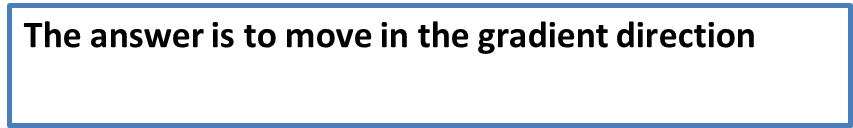 The answer is to move in the gradient direction